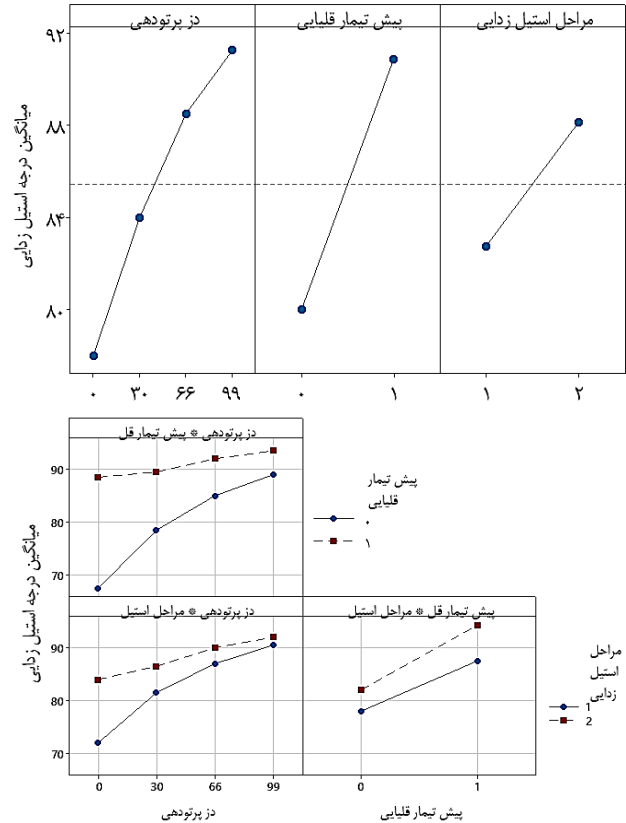 دز پرتودهی
پیش تیمار قلیایی
مراحل استیل زدایی
میانگین درجه استیل زدایی
۹۲
۸۸
۸۴
۸۰
۰ ۳۰ ۶۶ ۹۹
۰ ۱
۱ ۲
دز پرتودهی * پیش تیمار قل
میانگین درجه استیل زدایی
90
80
70
پیش تیمار
قلیایی
۰
۱
دز پرتودهی * مراحل استیل
پیش تیمار قل * مراحل استیل
90
80
70
مراحل
استیل
زدایی
1
2
0 30 66 99
0 1
دز پرتودهی
پیش تیمار قلیایی